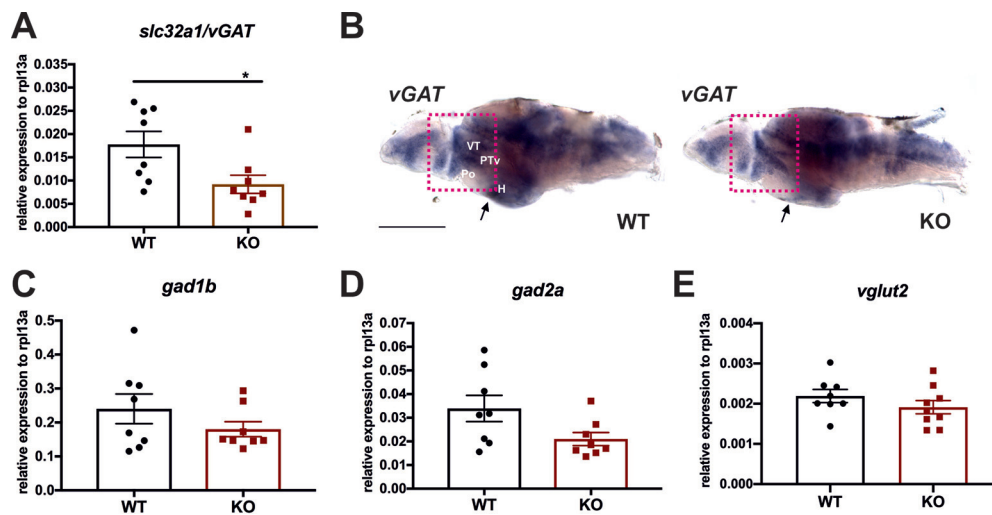 A
slc32a1/vGAT
relative expression to rpl13a
0.035
0.030
0.025
0.020
0.015
0.010
0.005
0.000
*
WT
KO
B
vGAT
VT
PTv
Po
H
WT
vGAT
KO
C
gad1b
relative expression to rpl13a
0.5
0.4
0.3
0.2
0.1
0.0
WT
KO
D
gad2a
relative expression to rpl13a
0.07
0.06
0.05
0.04
0.03
0.02
0.01
0.00
WT
KO
E
vglut2
relative expression to rpl13a
0.004
0.003
0.002
0.001
0.000
WT
KO